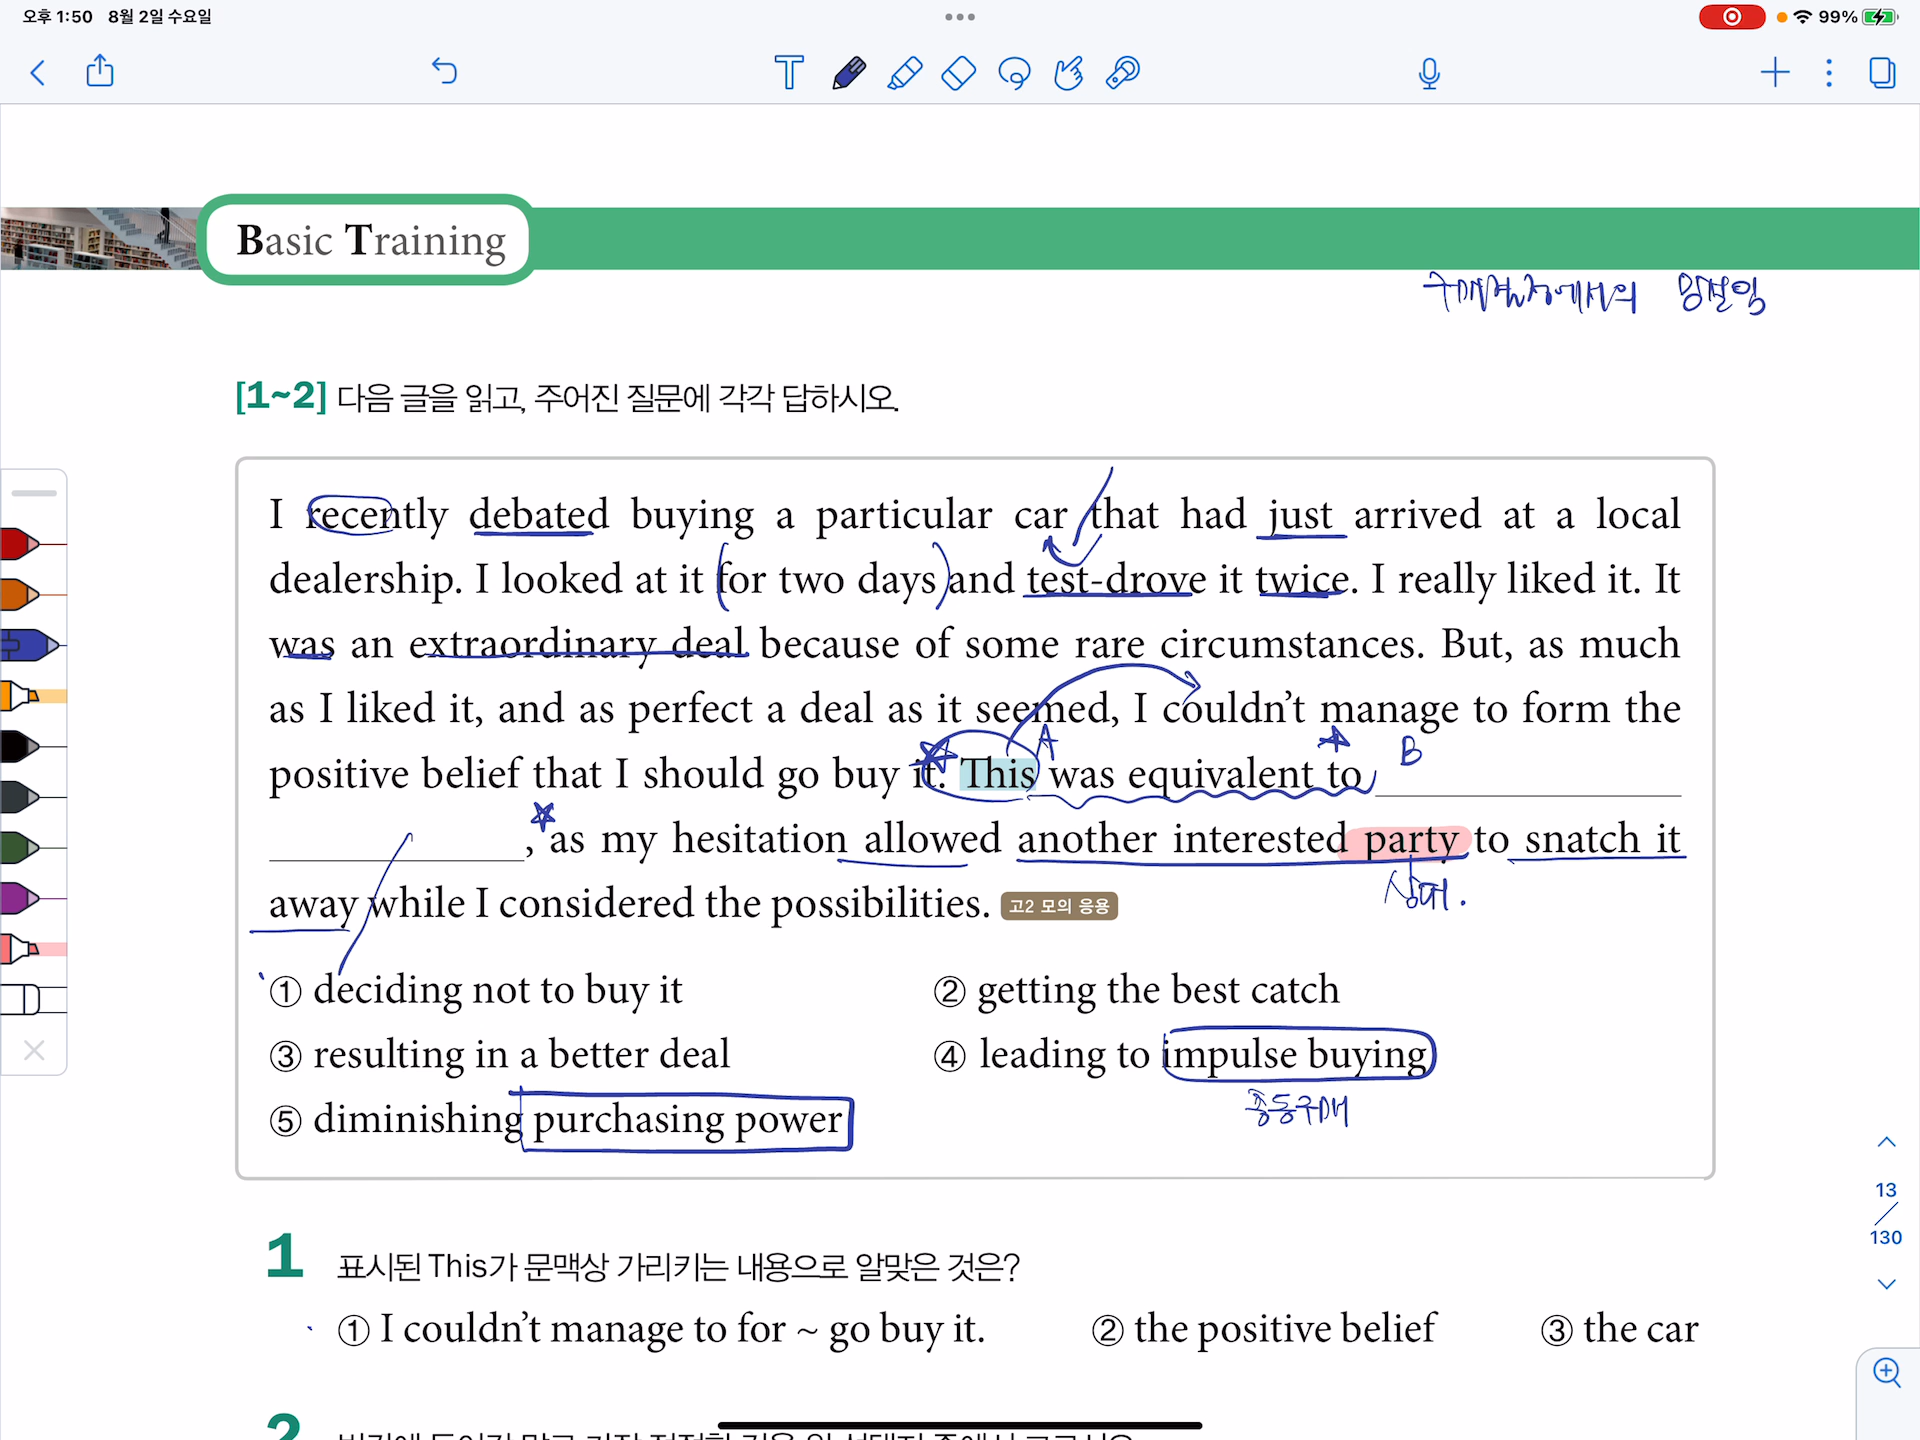 오후 1:50 8월 2일 수요일
99%
Basic Training
구매결정에서의 망설임
[1~2] 다음 글을 읽고, 주어진 질문에 각각 답하시오.
I recently debated buying a particular car that had just arrived at a local
dealership. I looked at it for two days and test-drove it twice. I really liked it. It
was an extraordinary deal because of some rare circumstances. But, as much
as I liked it, and as perfect a deal as it seemed, I couldn't manage to form the
A
B
positive belief that I should go buy it. This was equivalent to
, as my hesitation allowed another interested party to snatch it
상대.
away while I considered the possibilities. 고2 모의 응용
① deciding not to buy it ② getting the best catch
③ resulting in a better deal ④ leading to impulse buying
충동구매
⑤ diminishing purchasing power
13
130
1 표시된 This가 문맥상 가리키는 내용으로 알맞은 것은?
① I couldn't manage to for ~ go buy it. ② the positive belief ③ the car
2